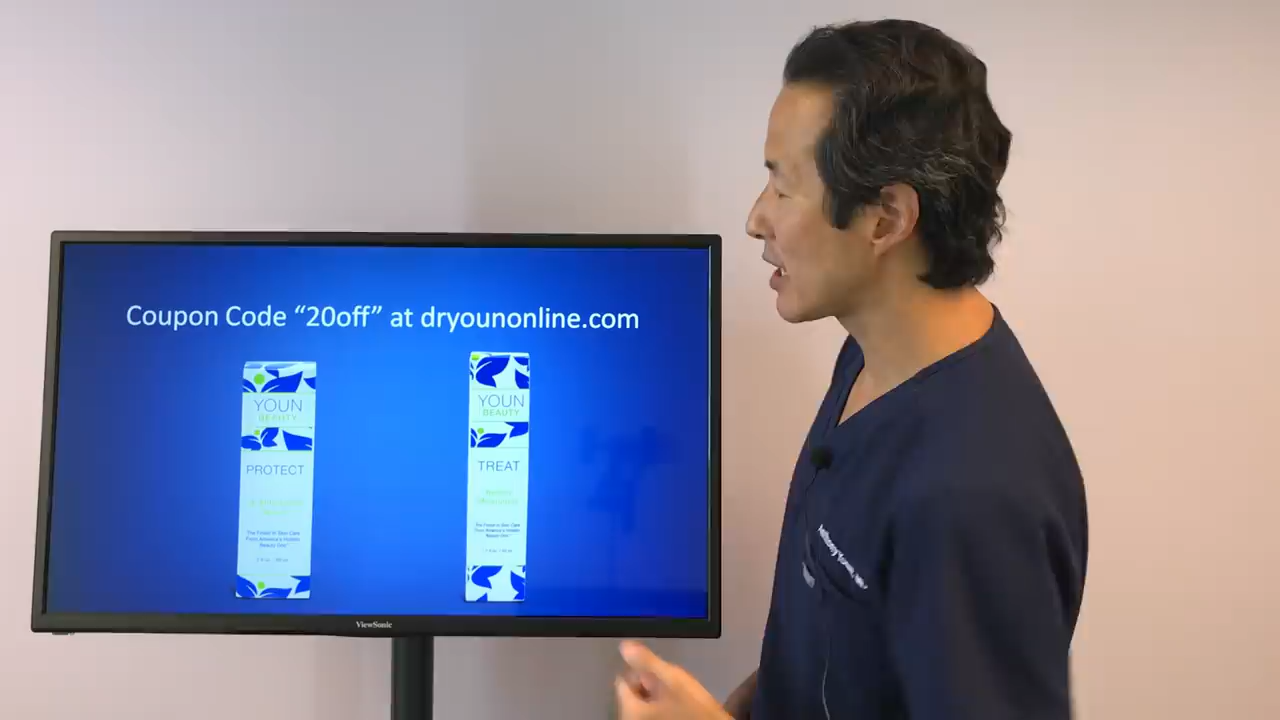 Coupon Code “20off” at dryounonline.com
YOUN
BEAUTY
PROTECT
YOUN
BEAUTY
TREAT
ViewSonic